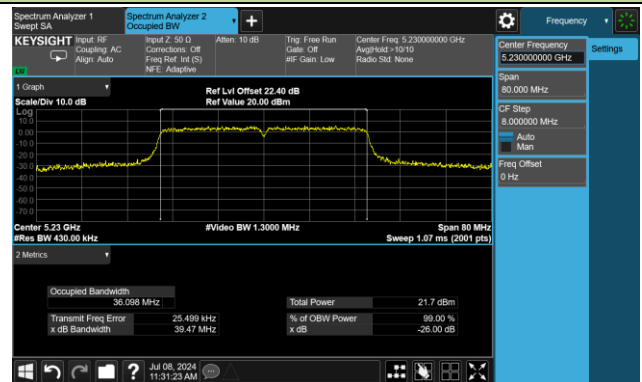 Spectrum Analyzer 1
Swept SA
Spectrum Analyzer 2
Occupied BW
Frequency
KEYSIGHT
Input: RF
Coupling: AC
Align: Auto
Input Z: 50 Ω
Corrections: Off
Freq Ref: Int (S)
NFE: Adaptive
Atten: 10 dB
Trig: Free Run
Gate: Off
#IF Gain: Low
Center Freq: 5.230000000 GHz
Avg|Hold:>10/10
Radio Std: None
Center Frequency
5.230000000 GHz
Settings
Span
80.000 MHz
CF Step
8.000000 MHz
Auto
Man
Freq Offset
0 Hz
1 Graph
Scale/Div 10.0 dB
Ref Lvl Offset 22.40 dB
Ref Value 20.00 dBm
Log
10.0
0.00
-10.0
-20.0
-30.0
-40.0
-50.0
-60.0
-70.0
Center 5.23 GHz
#Video BW 1.3000 MHz
Span 80 MHz
#Res BW 430.00 kHz
Sweep 1.07 ms (2001 pts)
2 Metrics
Occupied Bandwidth
36.098 MHz
Total Power 21.7 dBm
Transmit Freq Error 25.499 kHz
% of OBW Power 99.00 %
x dB Bandwidth 39.47 MHz
x dB -26.00 dB
?
Jul 08, 2024
11:31:23 AM